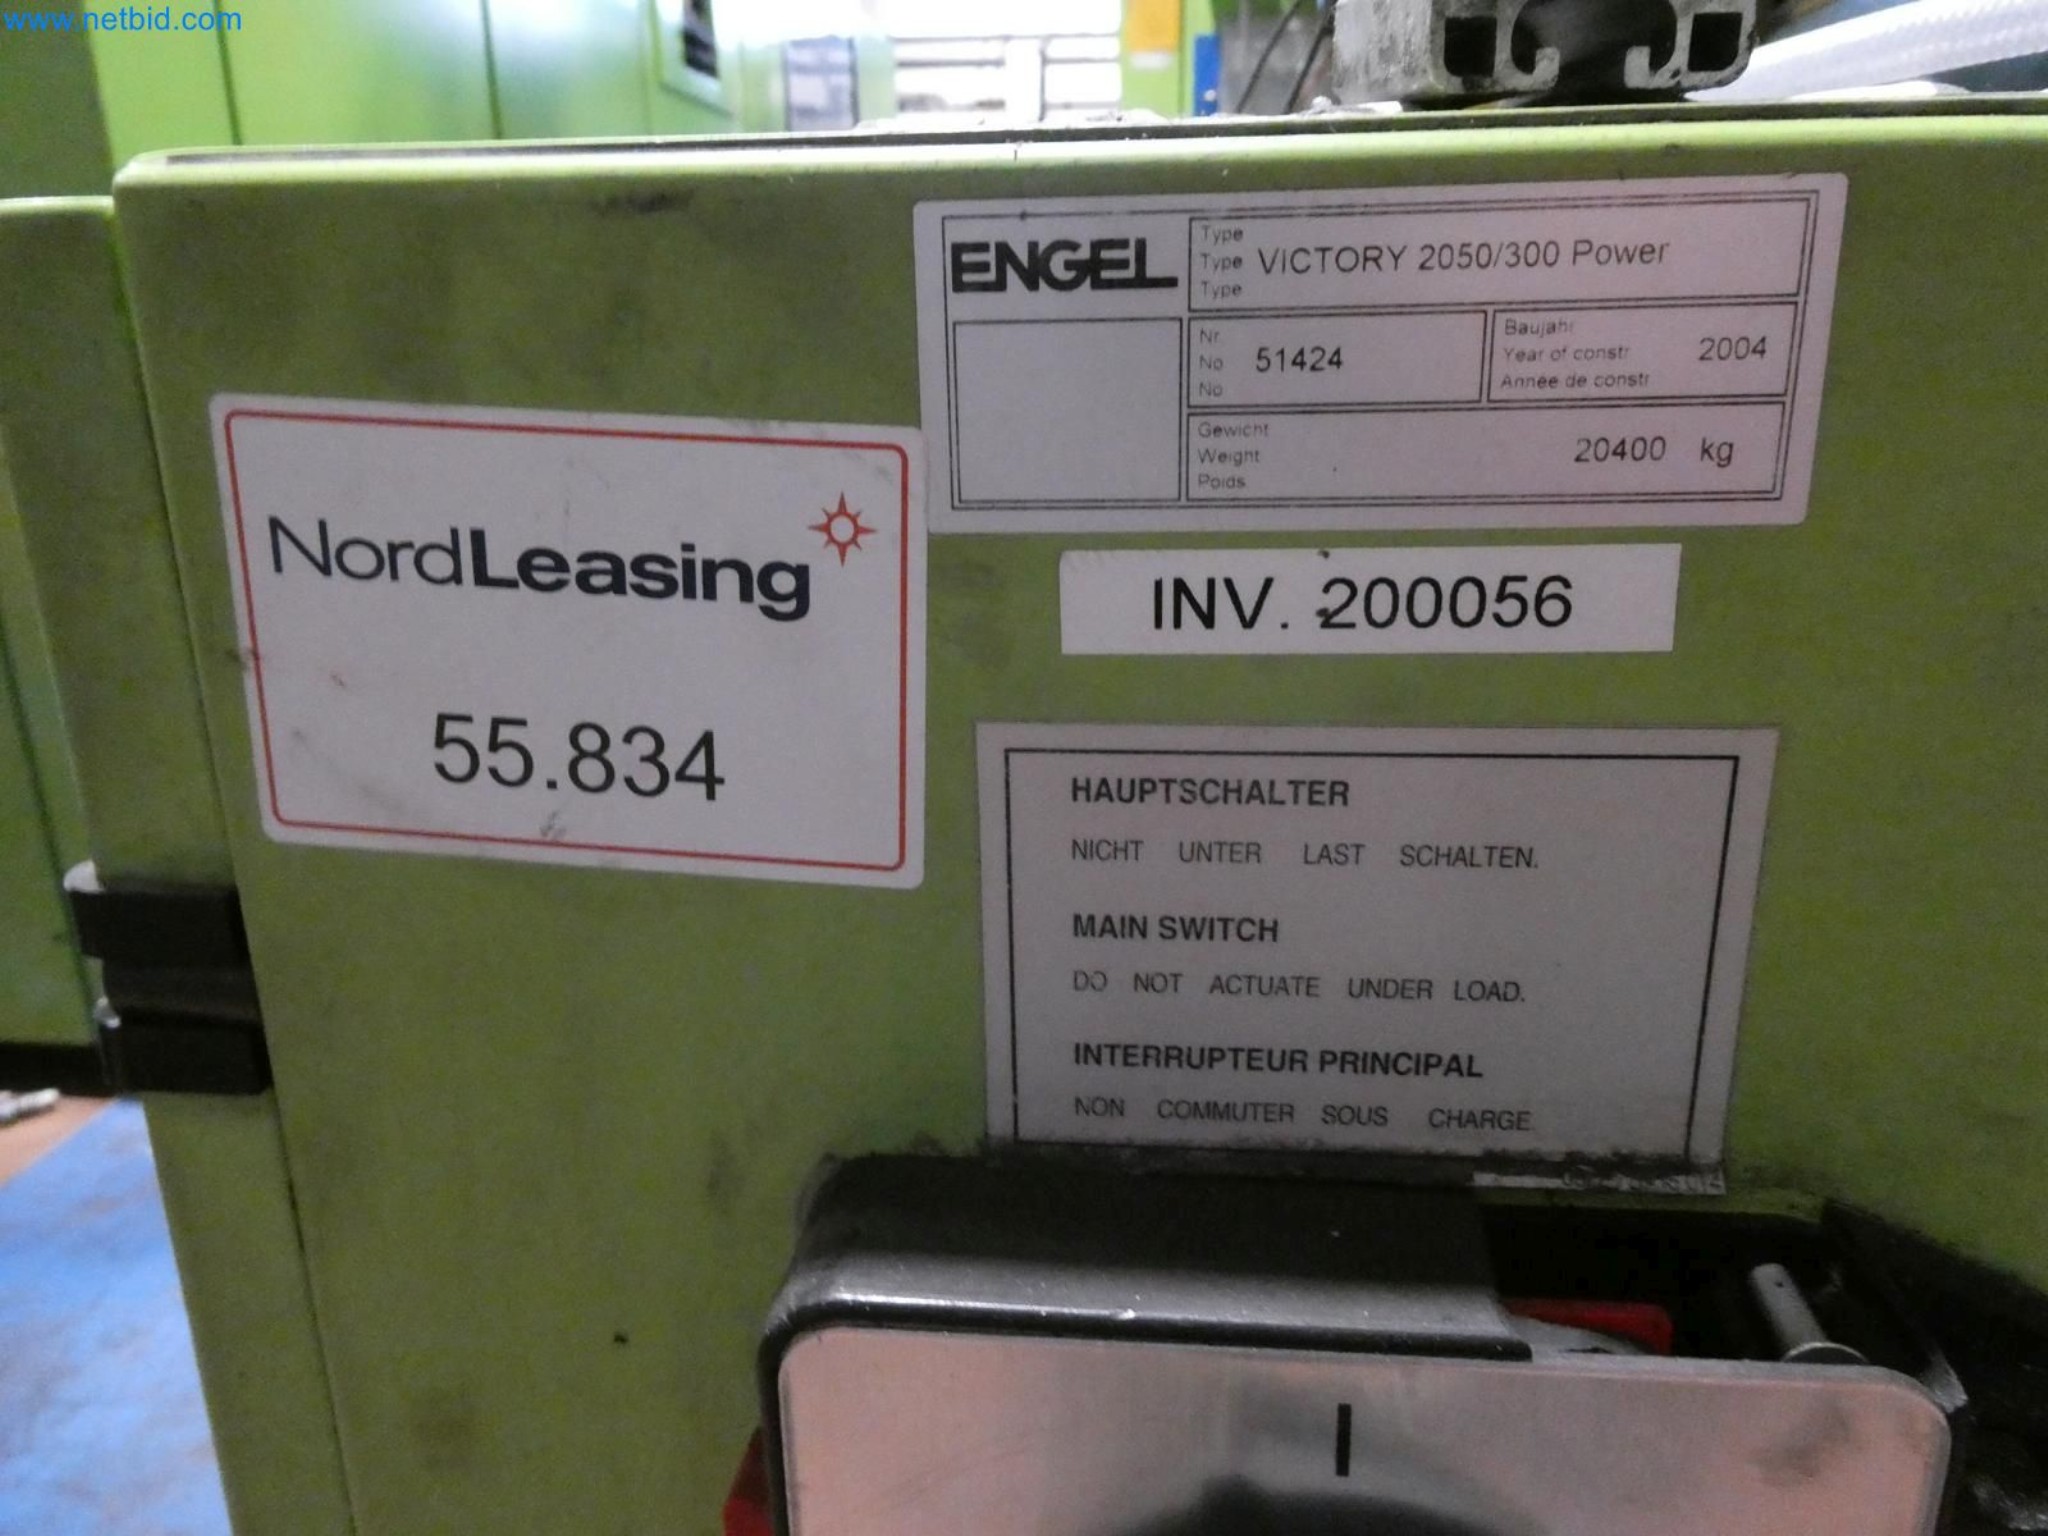 www.netbid.com
ENGEL
Type
Type VICTORY 2050/300 Power
Type
Nr
No 51424
No
Baujahr
Year of constr 2004
Année de constr
Gewicht
Weight 20400 kg
Poids
NordLeasing
55.834
INV. 200056
HAUPTSCHALTER
NICHT UNTER LAST SCHALTEN.
MAIN SWITCH
DO NOT ACTUATE UNDER LOAD.
INTERRUPTEUR PRINCIPAL
NON COMMUTER SOUS CHARGE
I